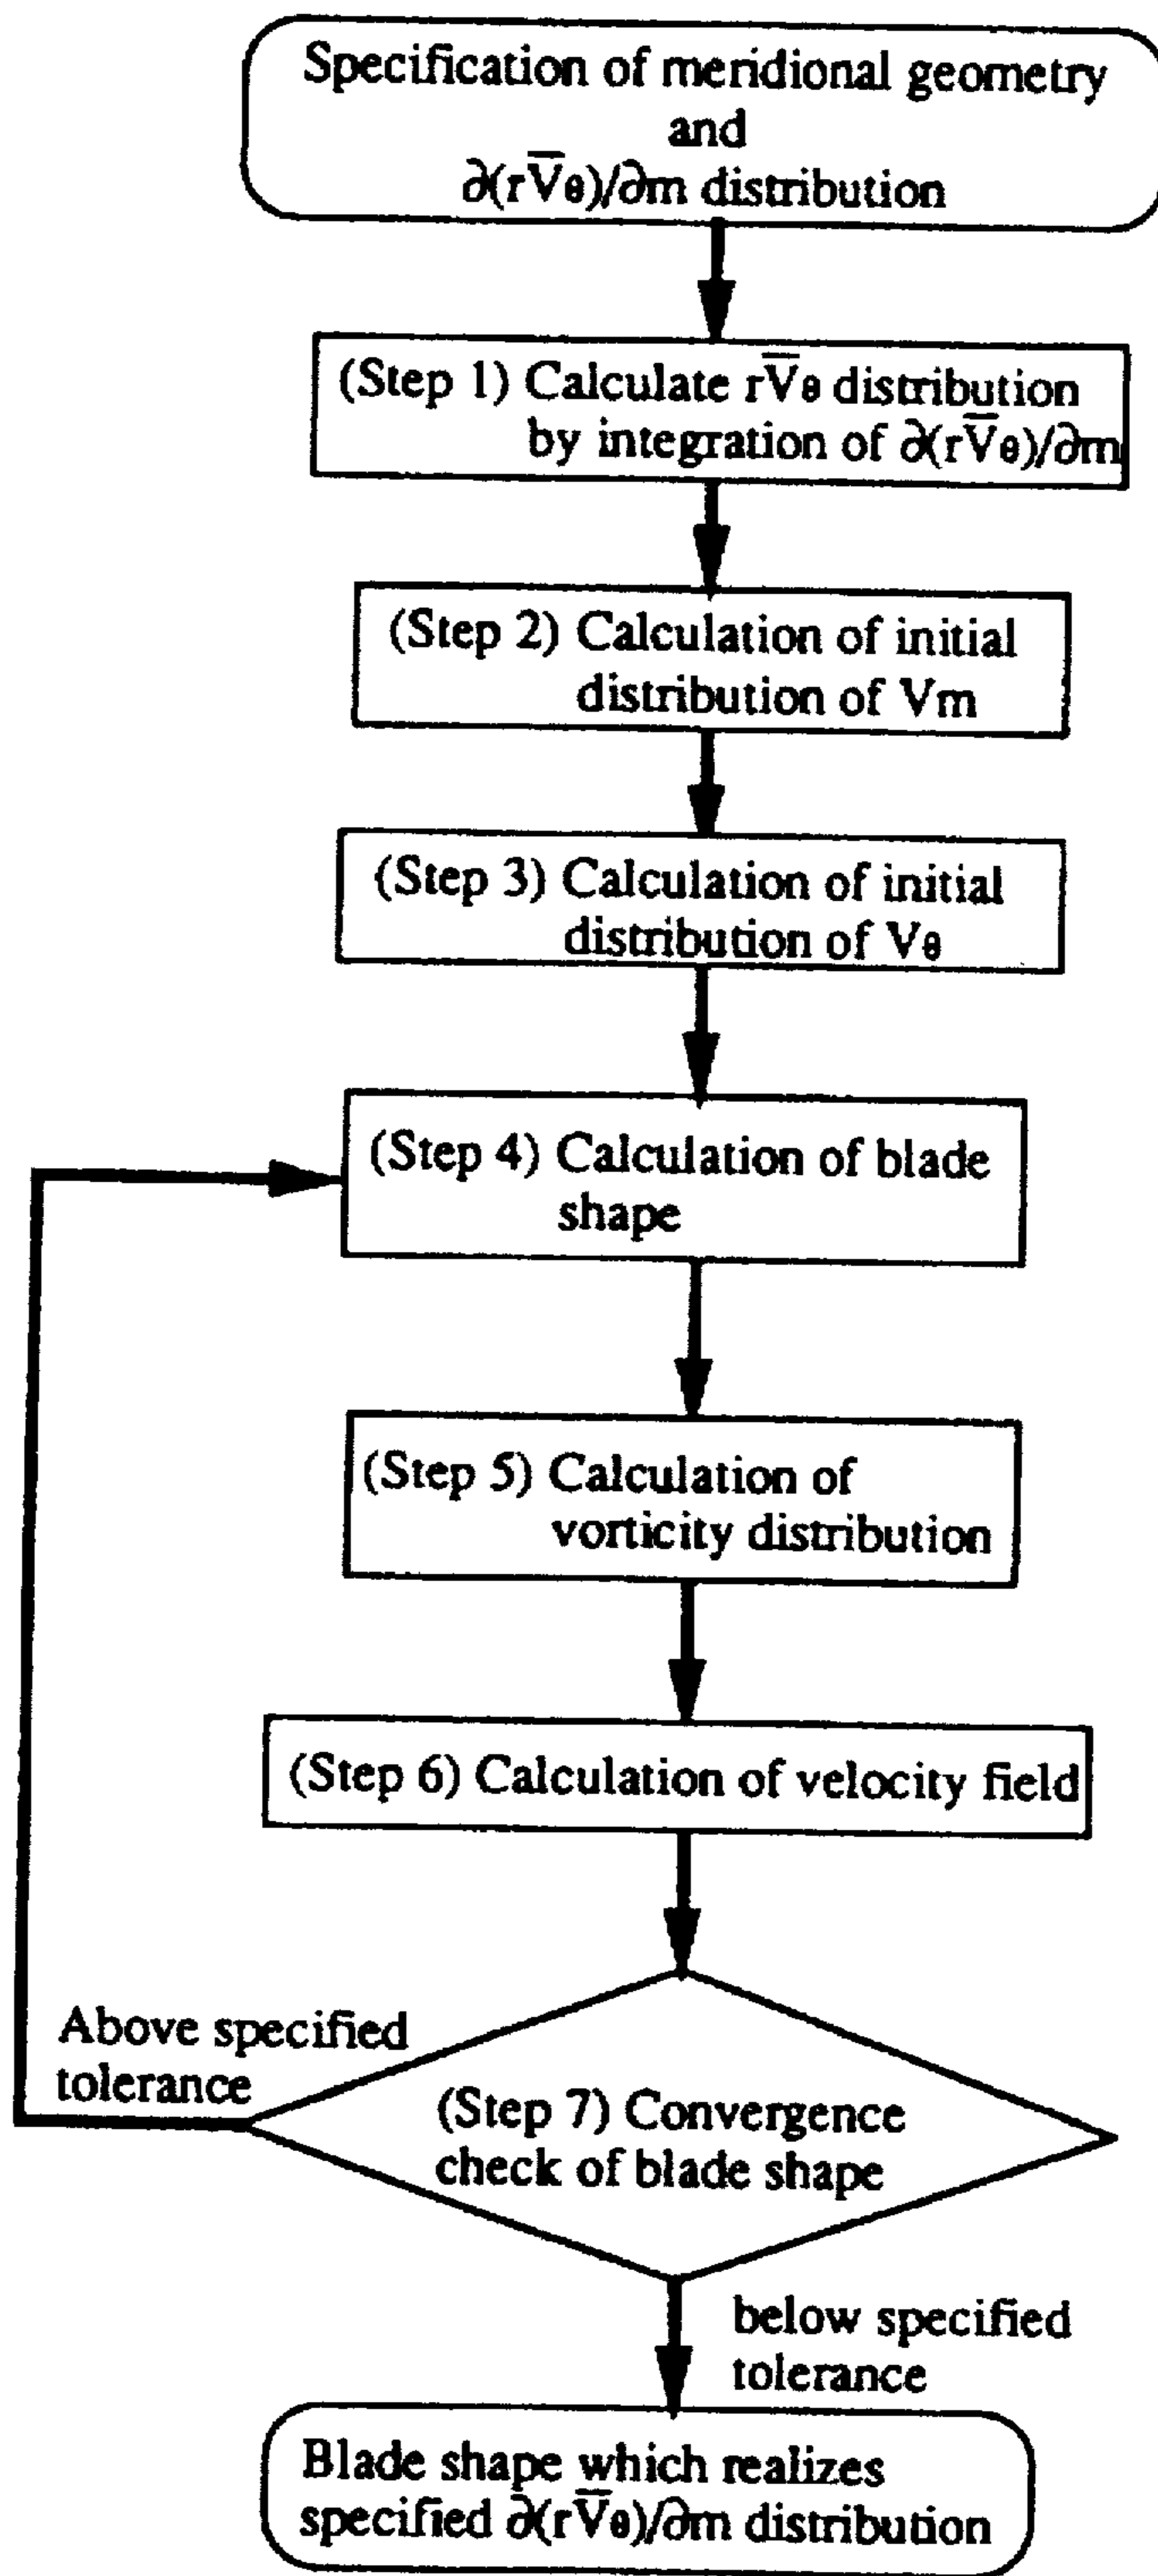 Specification of meridional geometry
and
∂(rV̅θ)/∂m distribution
(Step 1) Calculate rV̅θ distribution
by integration of ∂(rV̅θ)/∂m
(Step 2) Calculation of initial
distribution of Vm
(Step 3) Calculation of initial
distribution of Vθ
(Step 4) Calculation of blade
shape
(Step 5) Calculation of
vorticity distribution
(Step 6) Calculation of velocity field
Above specified
tolerance
(Step 7) Convergence
check of blade shape
below specified
tolerance
Blade shape which realizes
specified ∂(rV̅θ)/∂m distribution